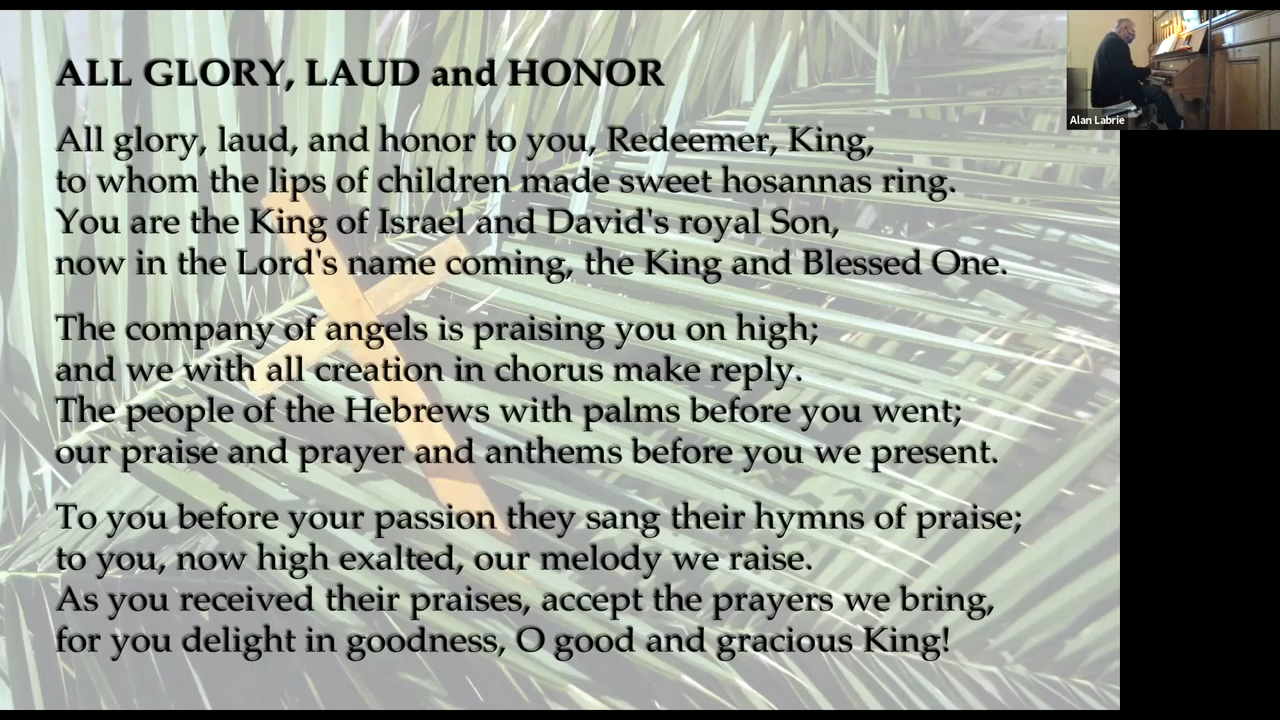 ALL GLORY, LAUD and HONOR
All glory, laud, and honor to you, Redeemer, King,
to whom the lips of children made sweet hosannas ring.
You are the King of Israel and David's royal Son,
now in the Lord's name coming, the King and Blessed One.
The company of angels is praising you on high;
and we with all creation in chorus make reply.
The people of the Hebrews with palms before you went;
our praise and prayer and anthems before you we present.
To you before your passion they sang their hymns of praise;
to you, now high exalted, our melody we raise.
As you received their praises, accept the prayers we bring,
for you delight in goodness, O good and gracious King!
Alan Labrie